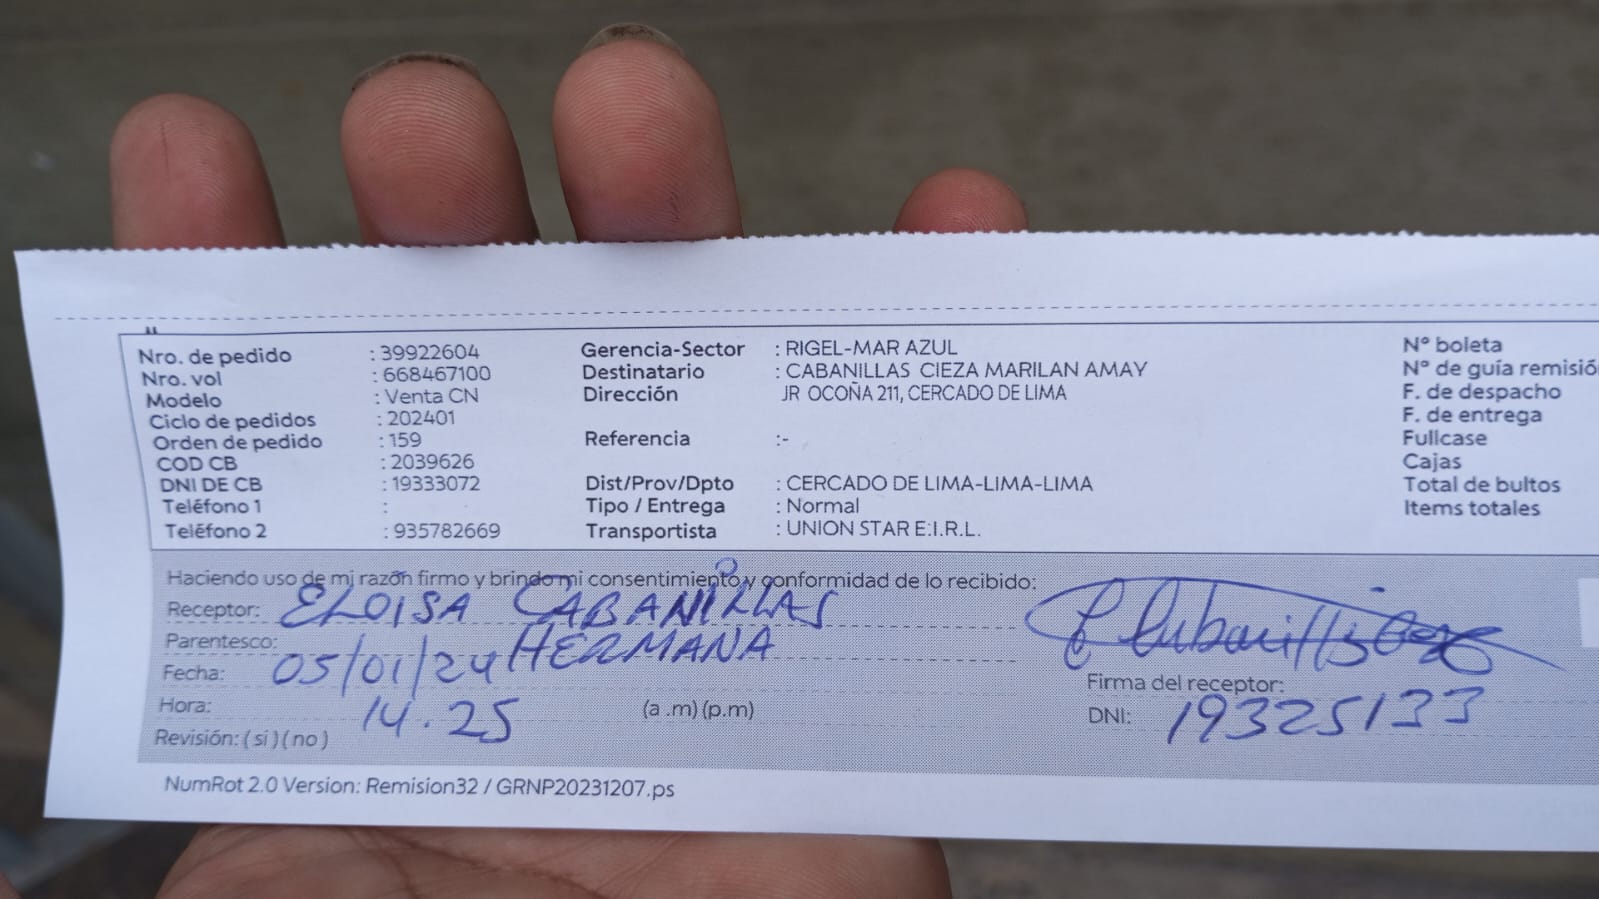 Nro. de pedido : 39922604
Nro. vol : 668467100
Modelo : Venta CN
Ciclo de pedidos : 202401
Orden de pedido : 159
COD CB : 2039626
DNI DE CB : 19333072
Teléfono 1 :
Teléfono 2 : 935782669
Gerencia-Sector : RIGEL-MAR AZUL
Destinatario : CABANILLAS CIEZA MARILAN AMAY
Dirección JR OCOÑA 211, CERCADO DE LIMA
Referencia :-
Dist/Prov/Dpto : CERCADO DE LIMA-LIMA-LIMA
Tipo / Entrega : Normal
Transportista : UNION STAR E.I.R.L.
N° boleta
N° de guía remisió
F. de despacho
F. de entrega
Fullcase
Cajas
Total de bultos
Items totales
Haciendo uso de mi razón firmo y brindo mi consentimiento y conformidad de lo recibido:
Receptor: ELOISA CABANILLAS
Parentesco: HERMANA
Fecha: 05/01/24
Hora: 14.25 (a .m) (p.m)
Revisión: ( si ) ( no )
Firma del receptor:
DNI: 19325133
NumRot 2.0 Version: Remision32 / GRNP20231207.ps